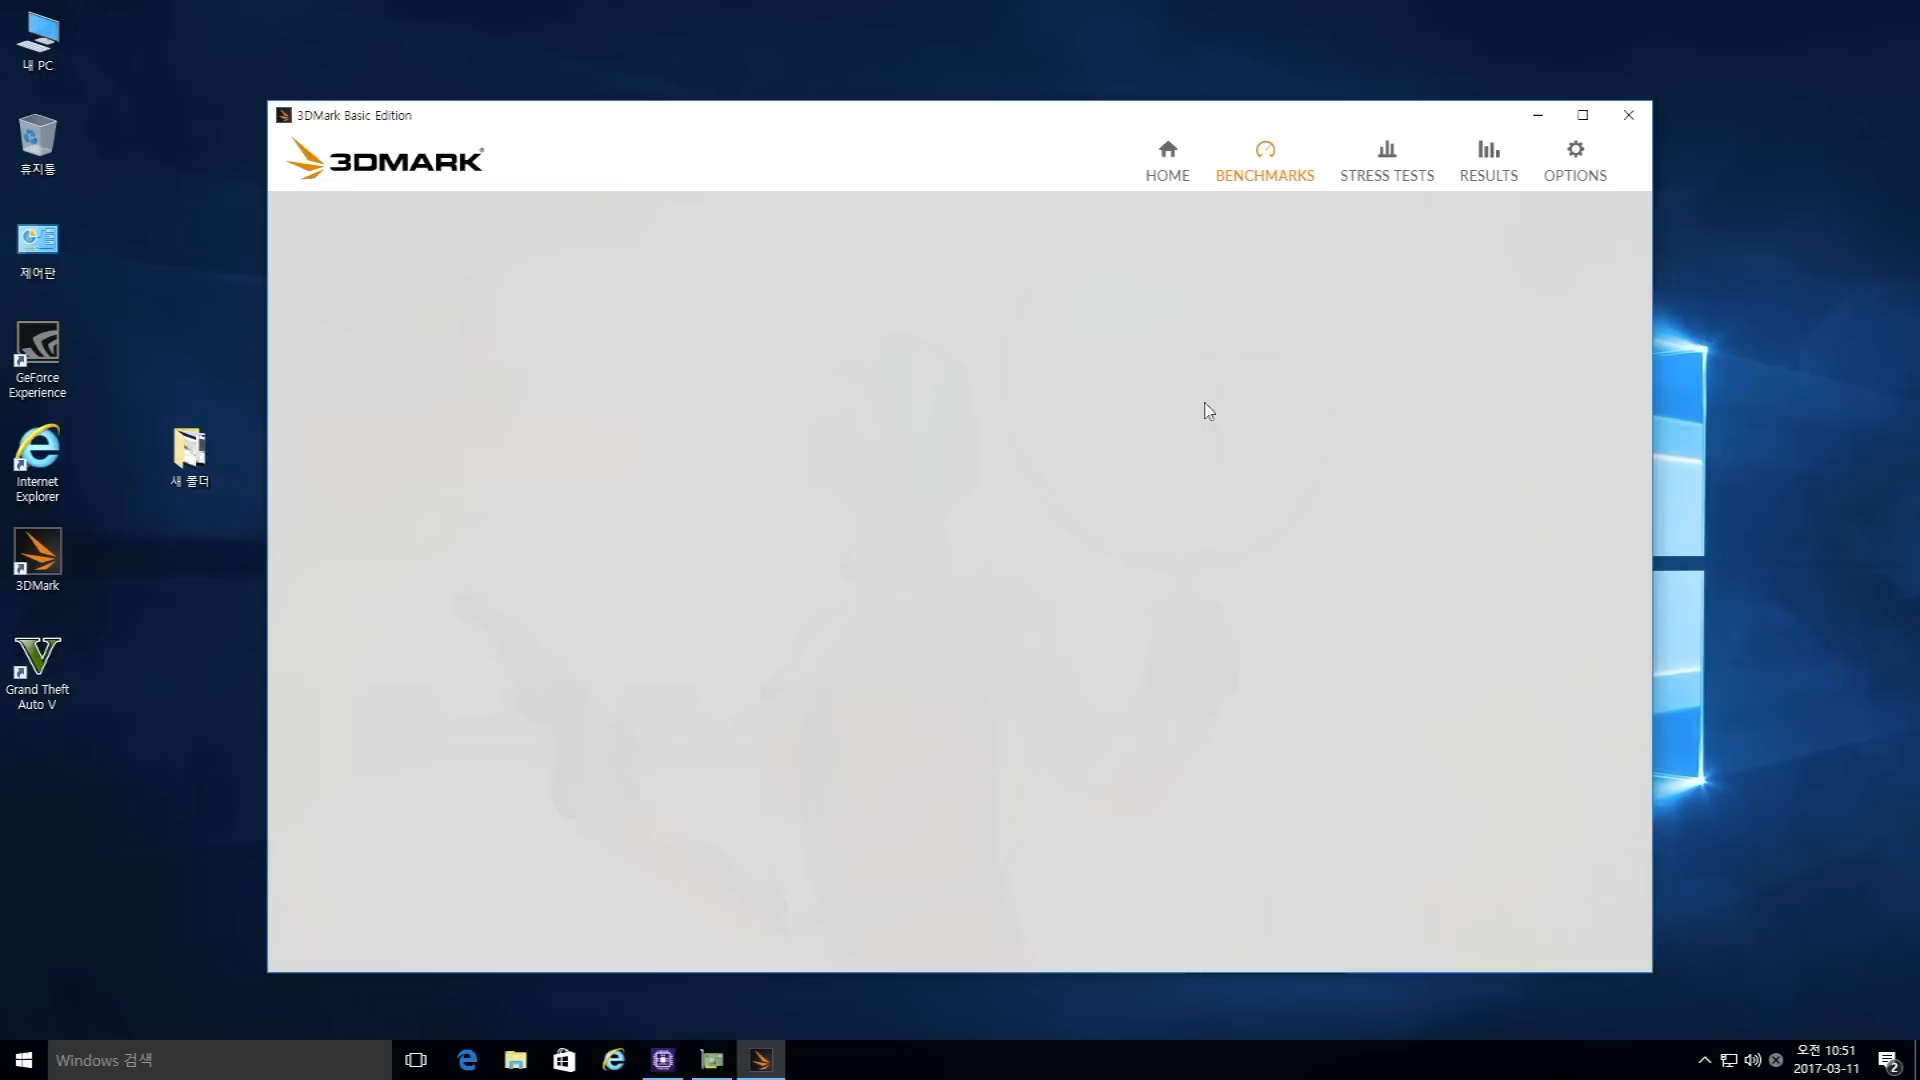 내 PC
휴지통
제어판
GeForce
Experience
Internet
Explorer
새 폴더
3DMark
Grand Theft
Auto V
3DMark Basic Edition
3DMARK®
HOME
BENCHMARKS
STRESS TESTS
RESULTS
OPTIONS
Windows 검색
오전 10:51
2017-03-11
2